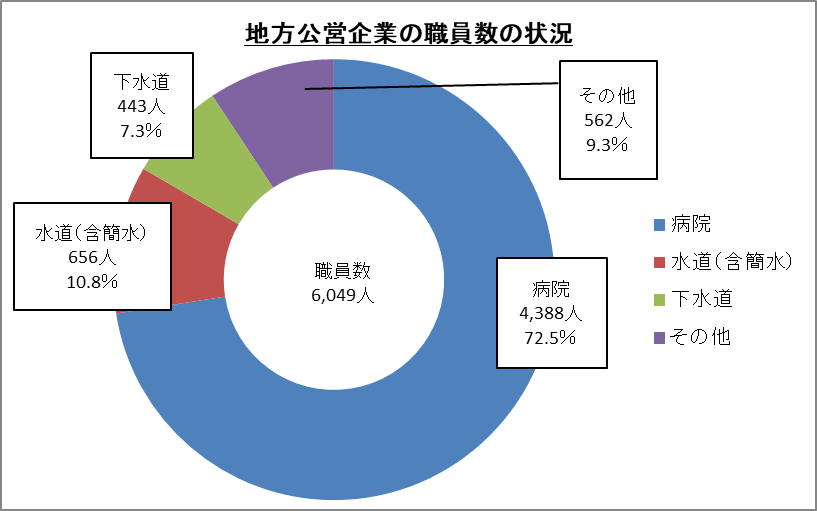 地方公営企業の職員数の状況
下水道
443人
7.3%
その他
562人
9.3%
水道(含簡水)
656人
10.8%
職員数
6,049人
病院
4,388人
72.5%
病院
水道(含簡水)
下水道
その他